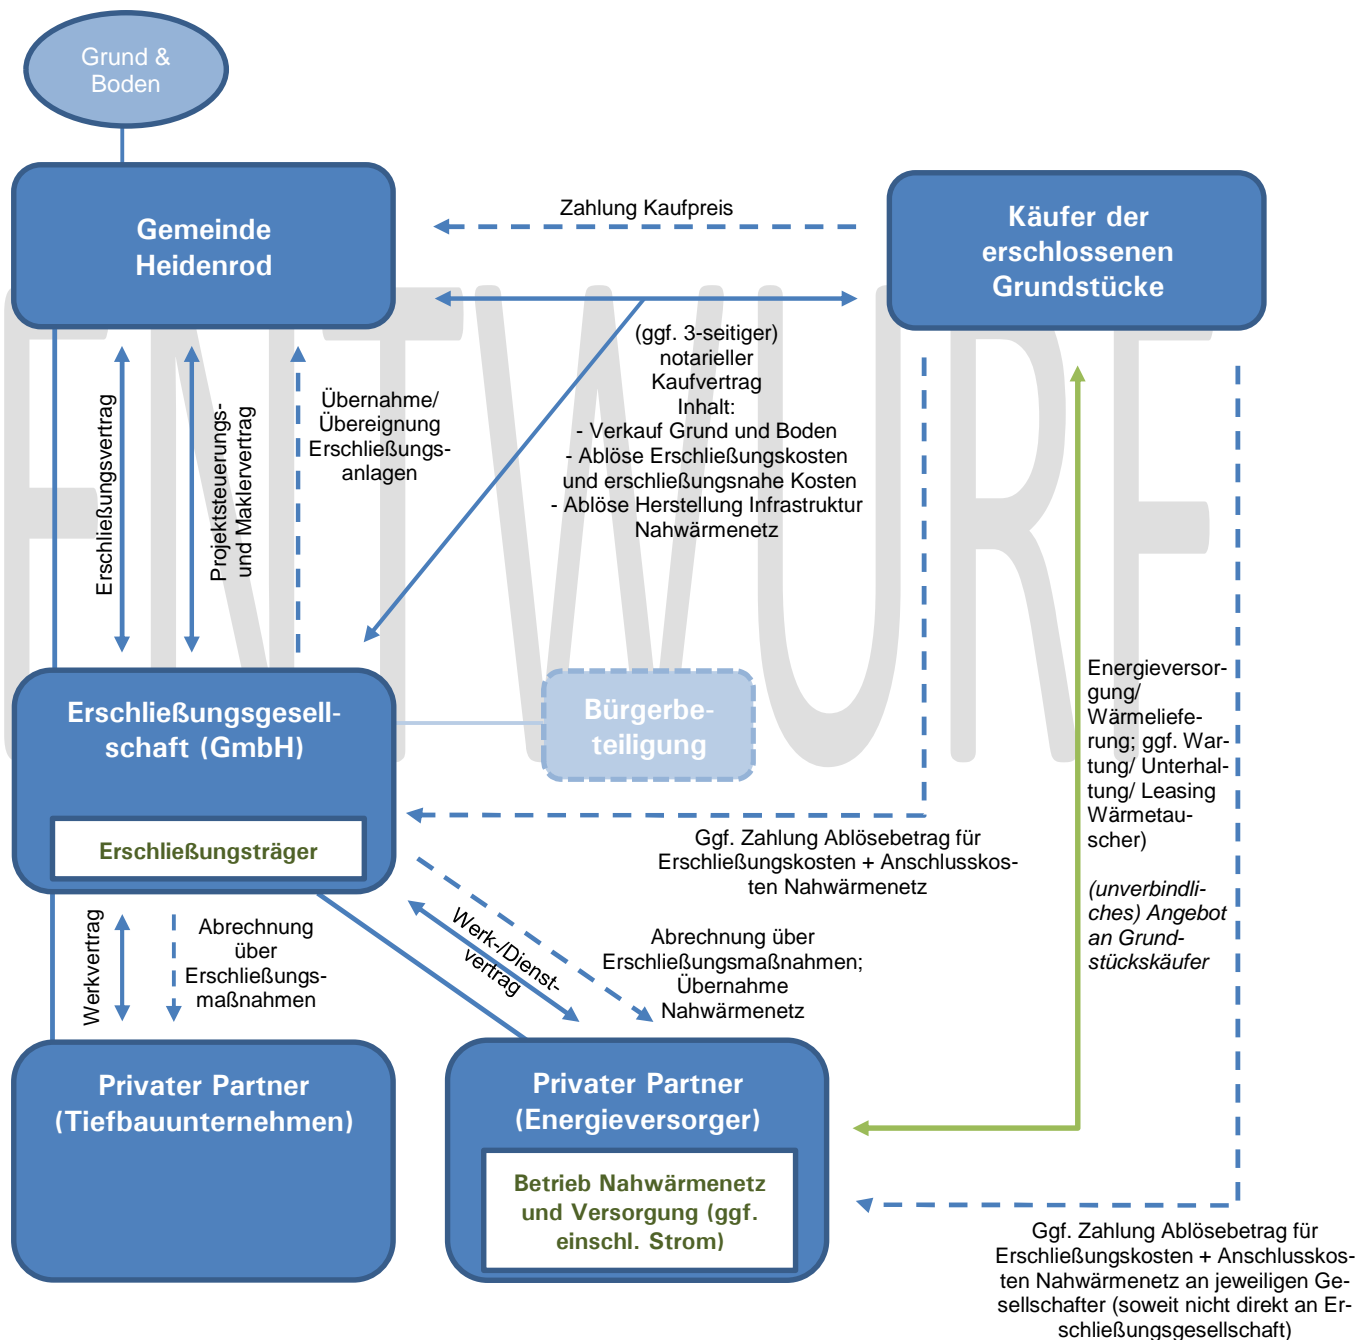 Grund &
Boden
Gemeinde
Heidenrod
Zahlung Kaufpreis
Käufer der
erschlossenen
Grundstücke
ENTWURF
(ggf. 3-seitiger)
notarieller
Kaufvertrag
Inhalt:
- Verkauf Grund und Boden
- Ablöse Erschließungskosten
und erschließungsnahe Kosten
- Ablöse Herstellung Infrastruktur
Nahwärmenetz
Erschließungsvertrag
Projektsteuerungs-
und Maklervertrag
Übernahme/
Übereignung
Erschließungs-
anlagen
Erschließungsgesell-
schaft (GmbH)
Erschließungsträger
Bürgerbe-
teiligung
Energieversor-
gung/
Wärmeliefe-
rung; ggf. War-
tung/ Unterhal-
tung/ Leasing
Wärmetau-
scher)
(unverbindli-
ches) Angebot
an Grund-
stückskäufer
Ggf. Zahlung Ablösebetrag für
Erschließungskosten + Anschlusskos-
ten Nahwärmenetz
Werkvertrag
Abrechnung
über
Erschließungs-
maßnahmen
Werk-/Dienst-
vertrag
Abrechnung über
Erschließungsmaßnahmen;
Übernahme
Nahwärmenetz
Privater Partner
(Tiefbauunternehmen)
Privater Partner
(Energieversorger)
Betrieb Nahwärmenetz
und Versorgung (ggf.
einschl. Strom)
Ggf. Zahlung Ablösebetrag für
Erschließungskosten + Anschlusskos-
ten Nahwärmenetz an jeweiligen Ge-
sellschafter (soweit nicht direkt an Er-
schließungsgesellschaft)